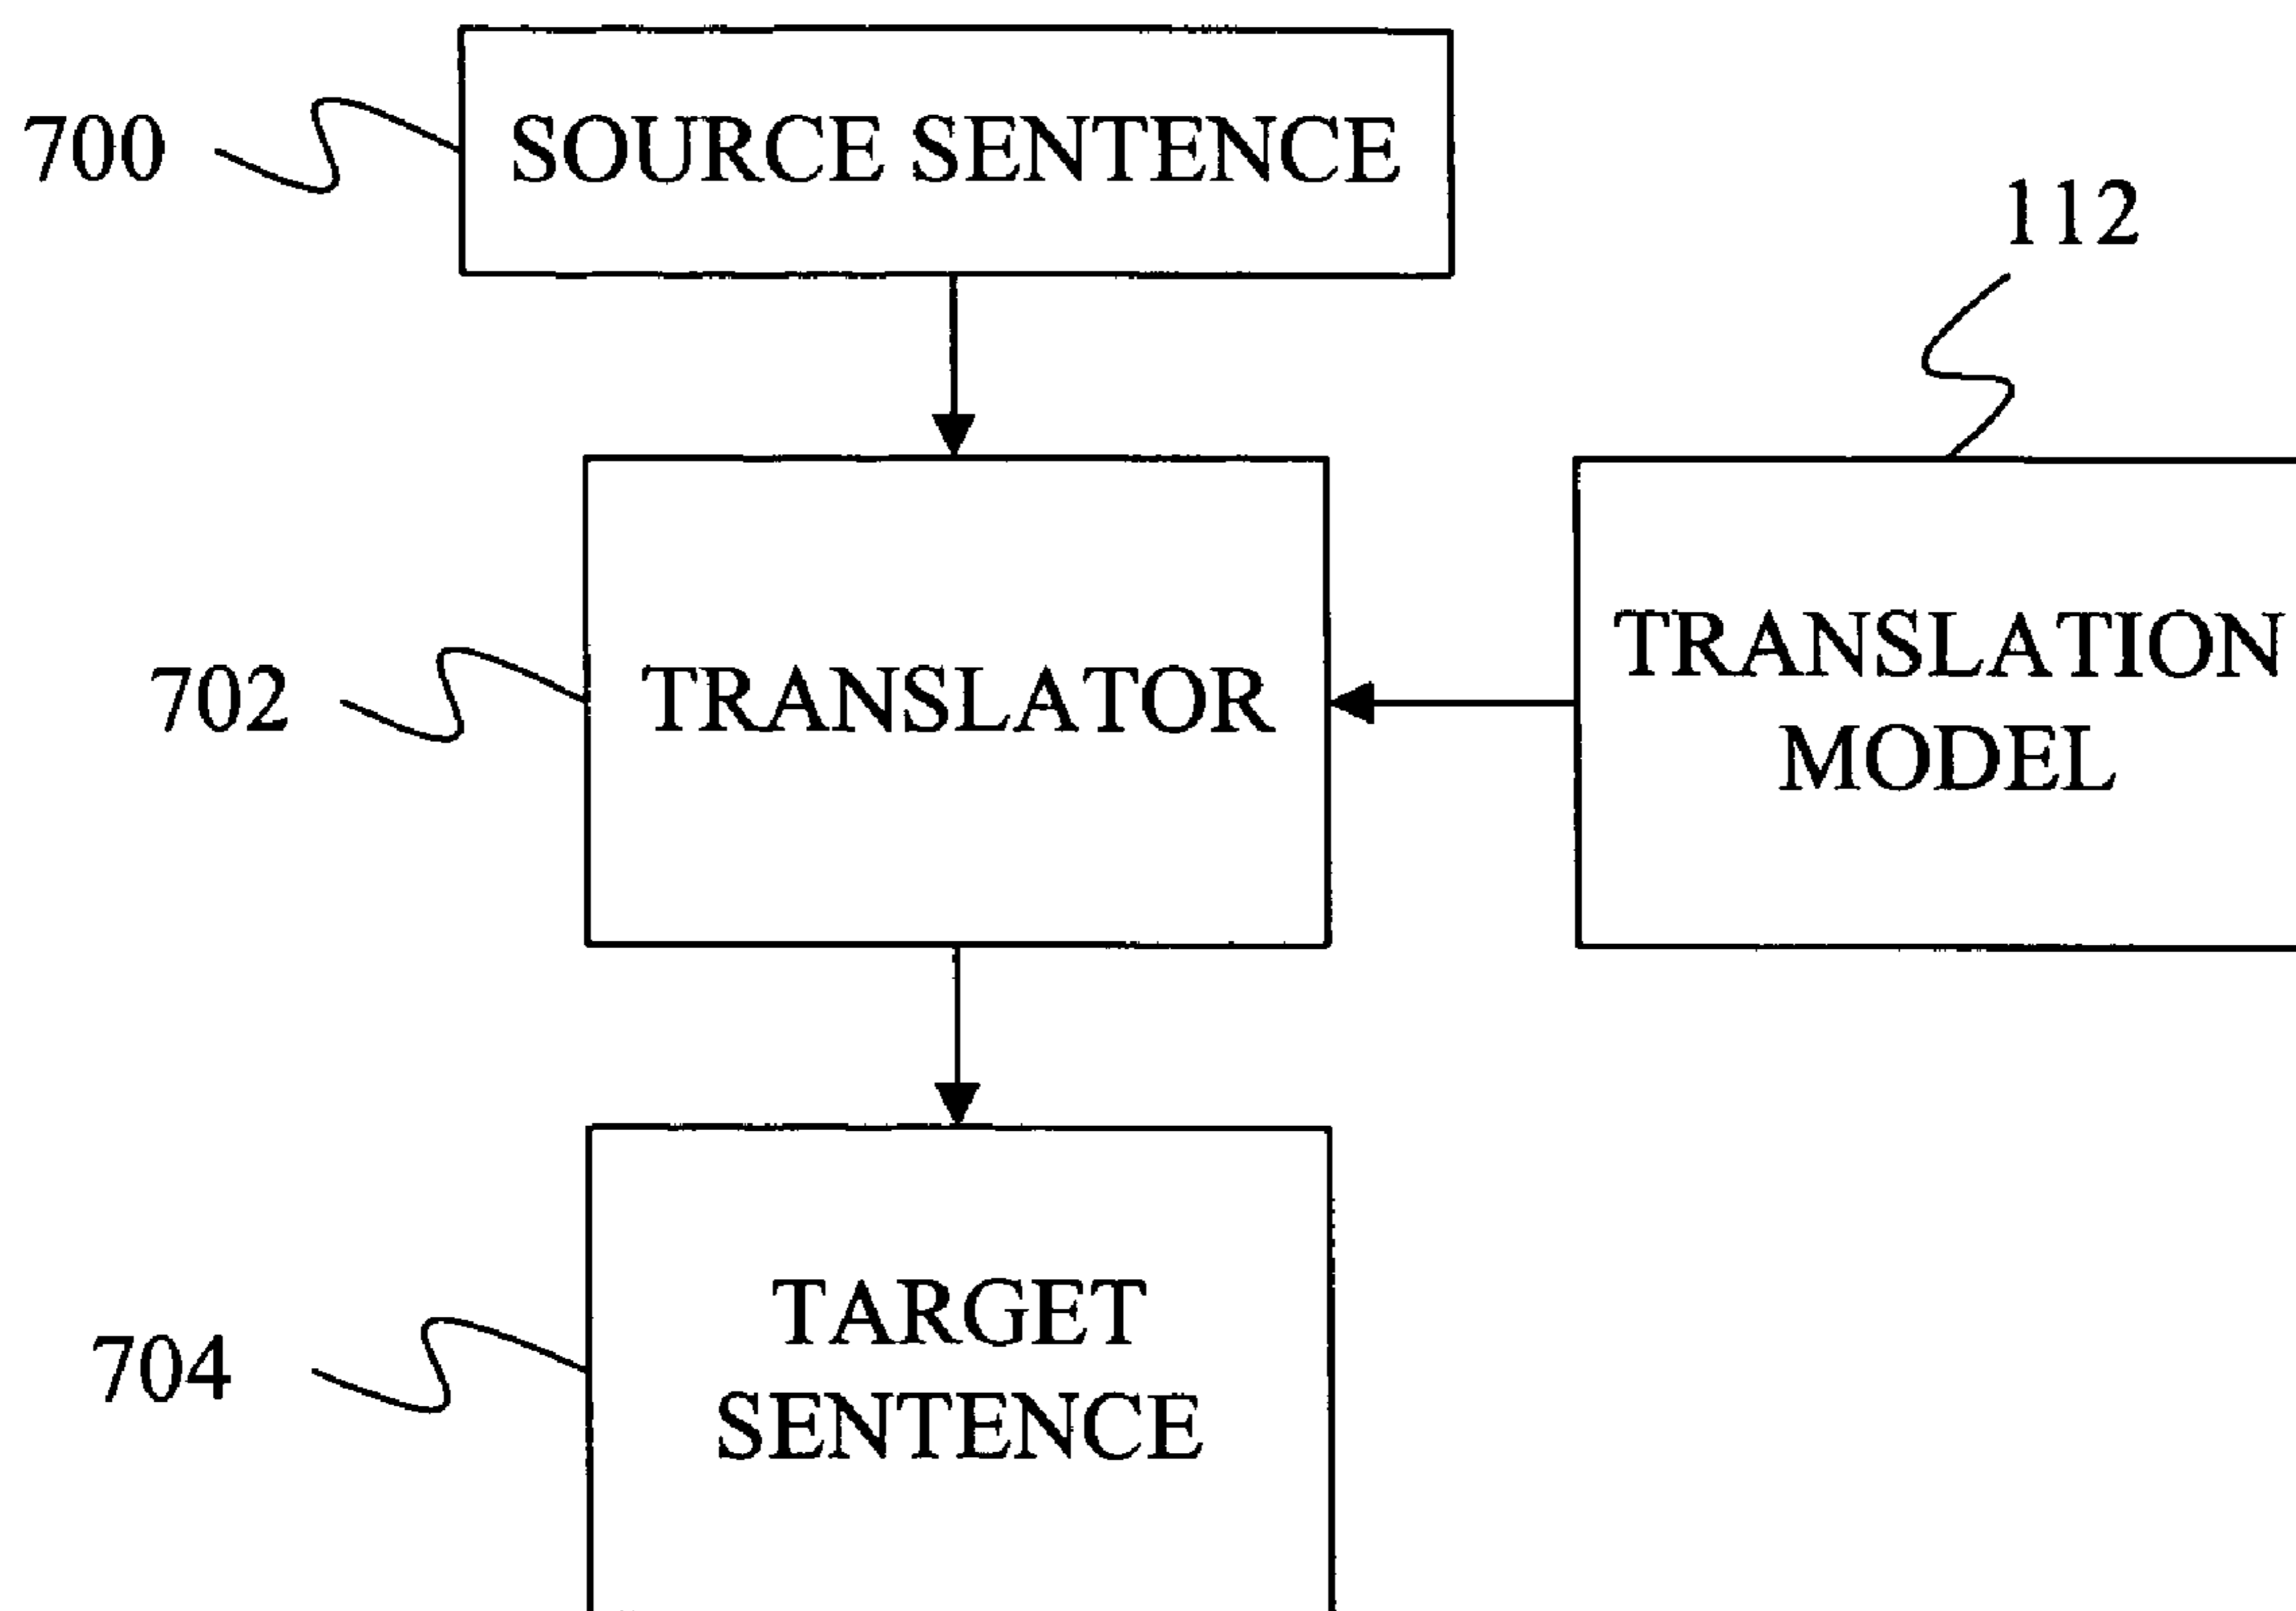 700
SOURCE SENTENCE
112
702
TRANSLATOR
TRANSLATION
MODEL
704
TARGET
SENTENCE